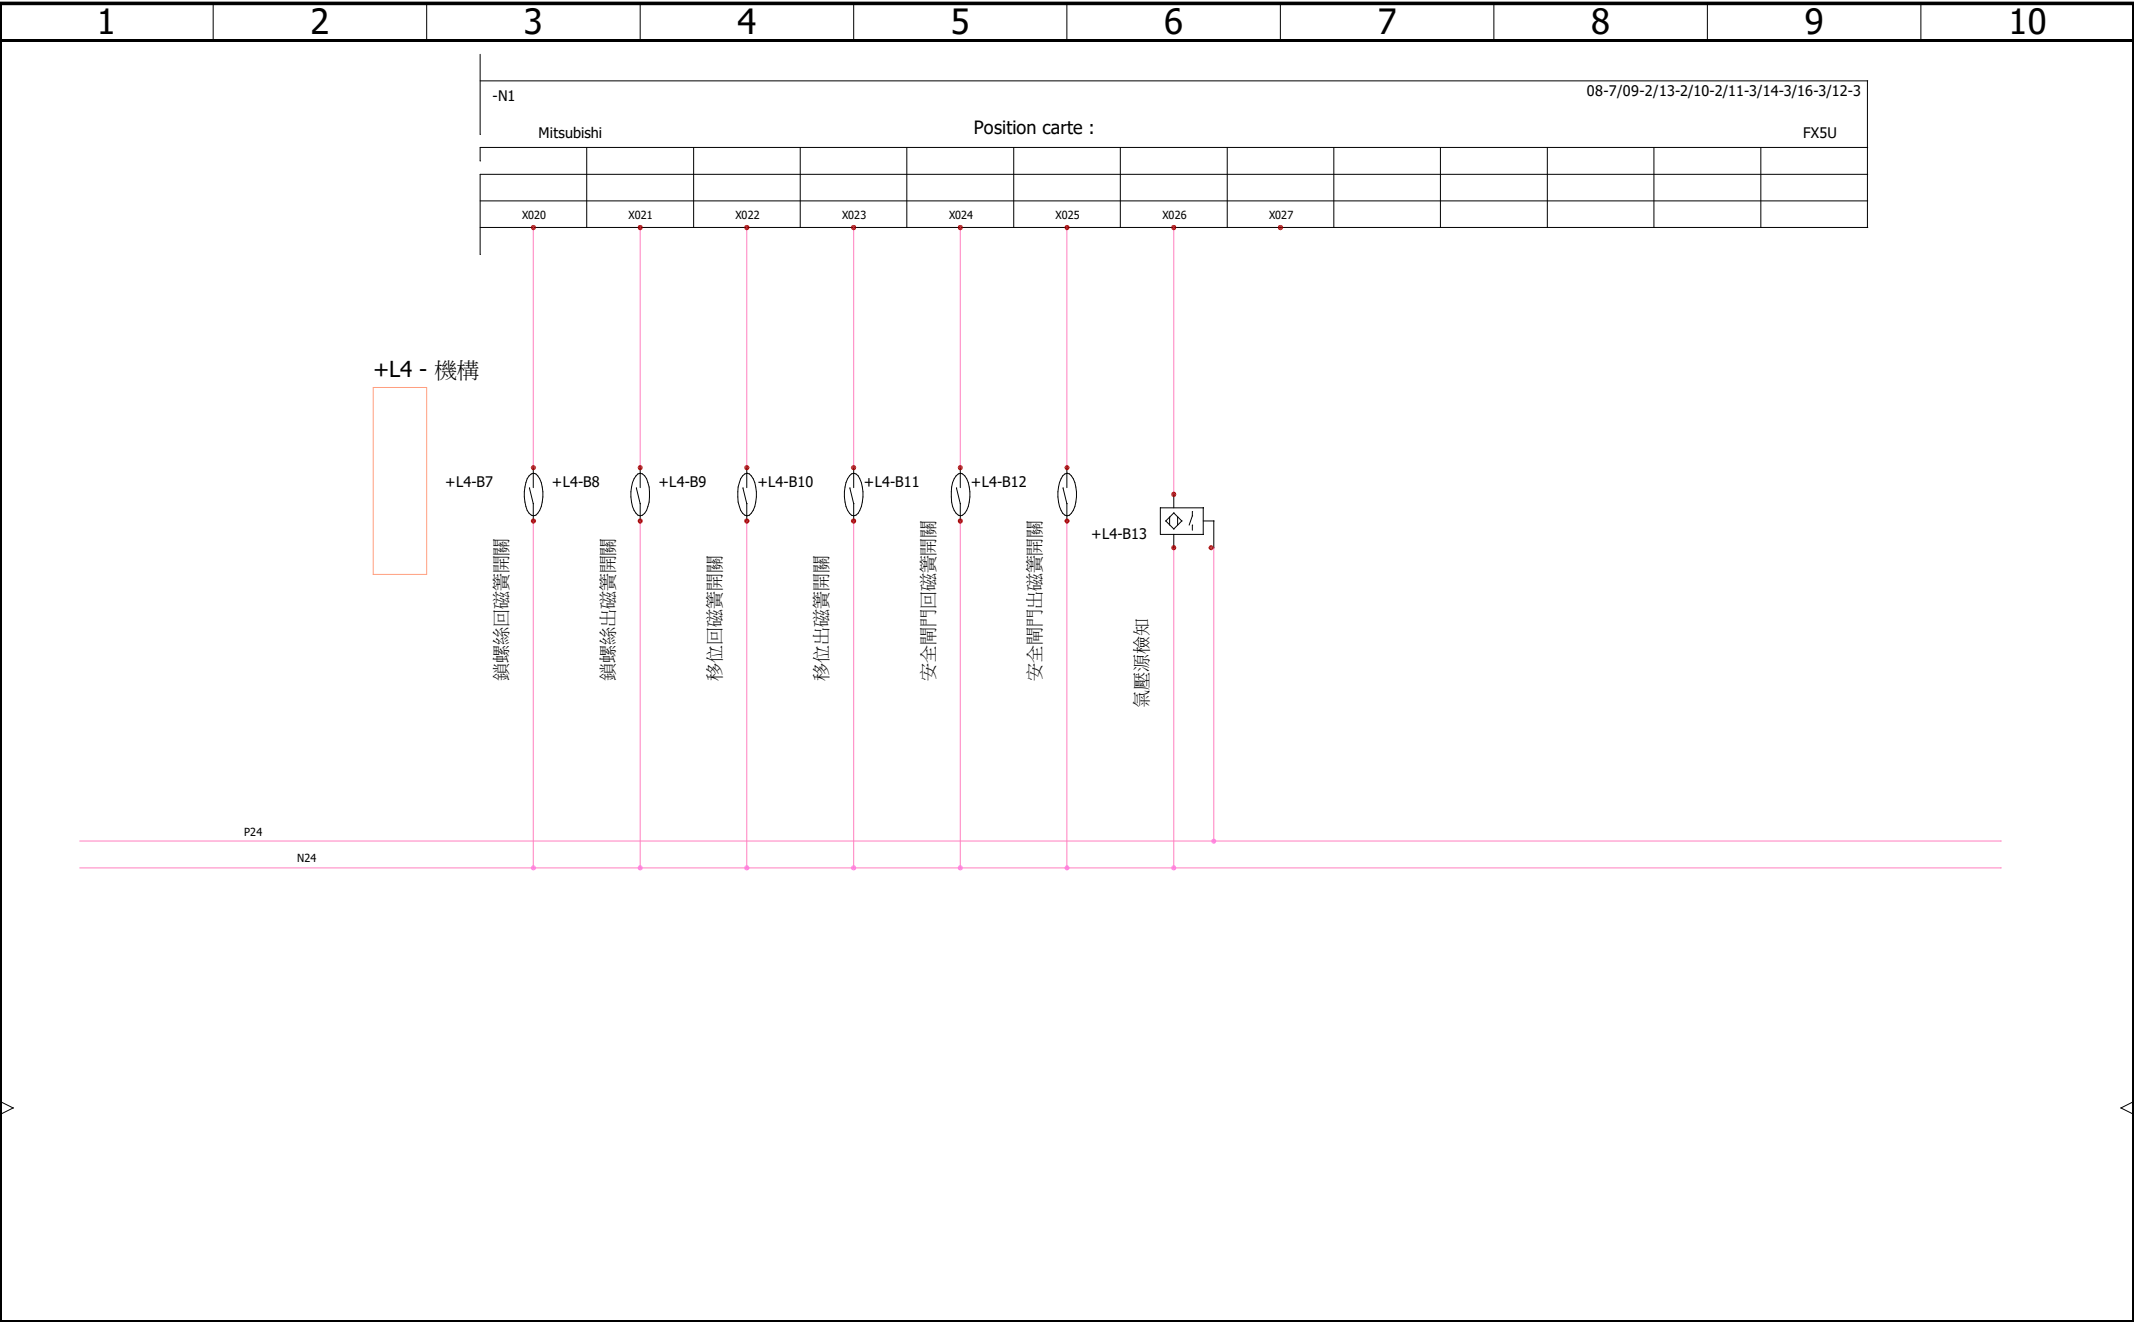 1 2 3 4 5 6 7 8 9 10
-N1 08-7/09-2/13-2/10-2/11-3/14-3/16-3/12-3
Mitsubishi Position carte : FX5U
X020 X021 X022 X023 X024 X025 X026 X027
+L4 - 機構
+L4-B7 +L4-B8 +L4-B9 +L4-B10 +L4-B11 +L4-B12
+L4-B13
鎖螺絲回磁簧開關
鎖螺絲出磁簧開關
移位回磁簧開關
移位出磁簧開關
安全閘門回磁簧開關
安全閘門出磁簧開關
氣壓源檢知
P24
N24